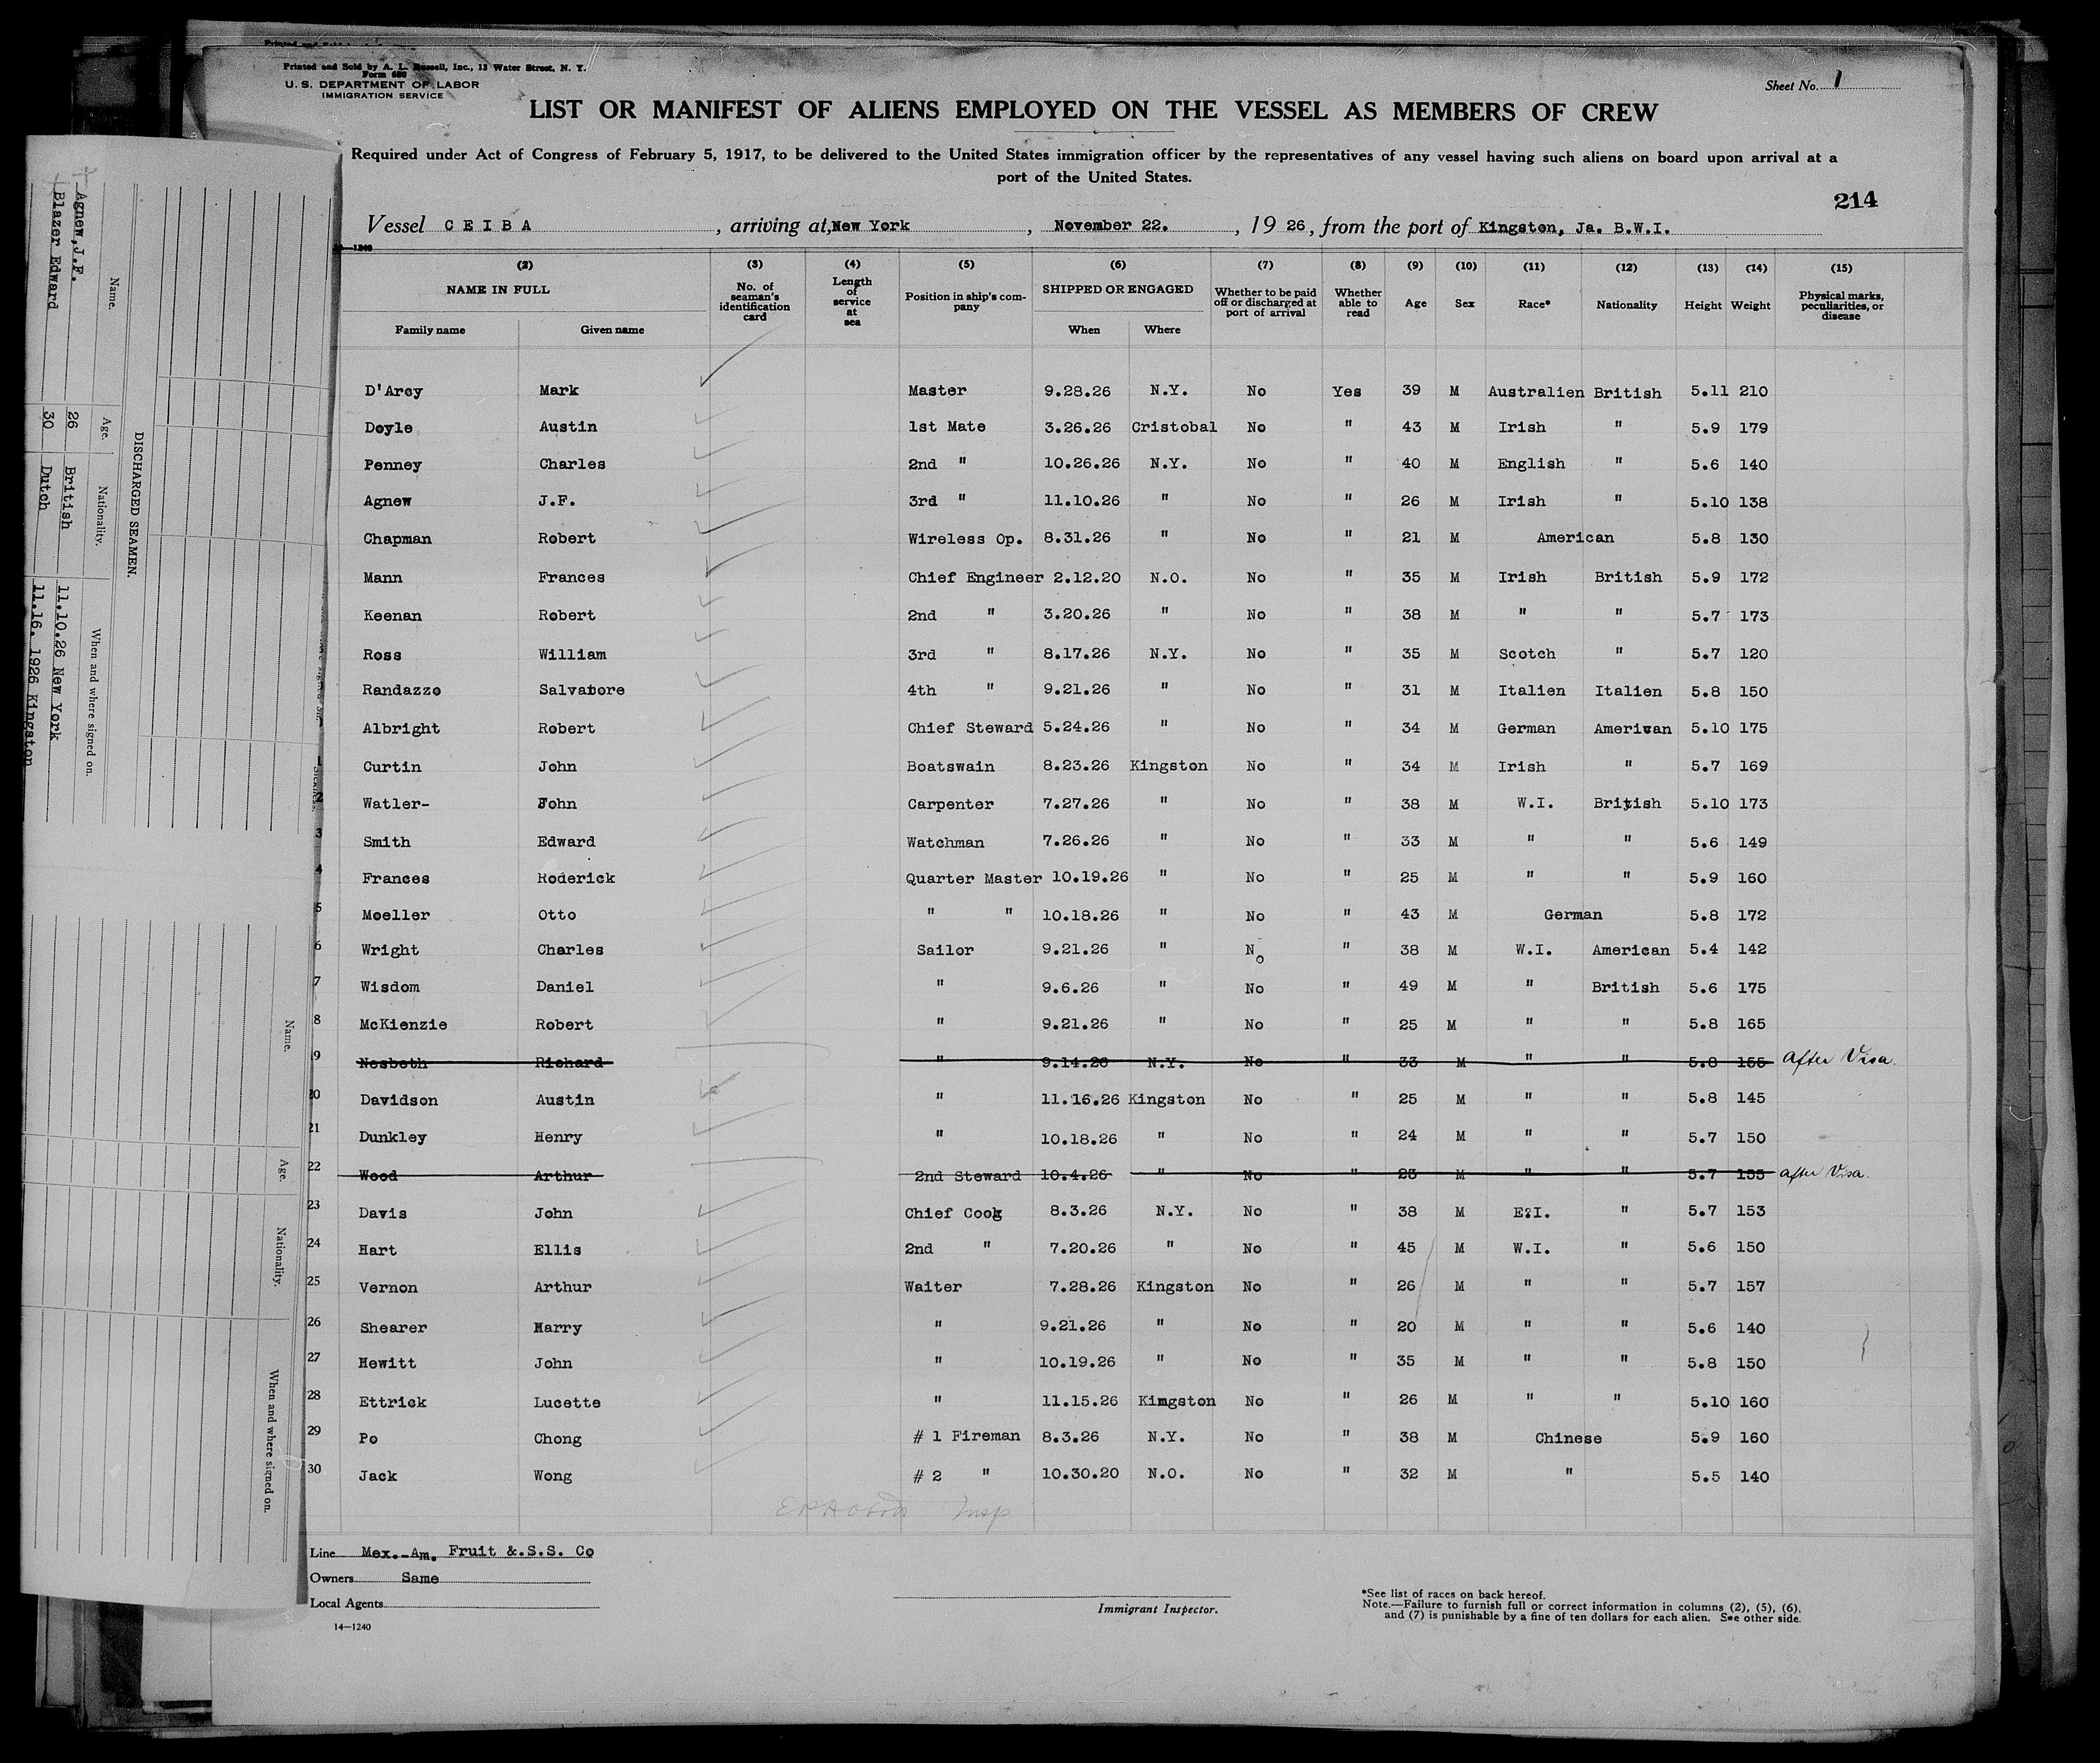 Printed and Sold by A. L. Russell, Inc., 13 Water Street, N. Y.
Form 680
U. S. DEPARTMENT OF LABOR
IMMIGRATION SERVICE
Sheet No. 1
LIST OR MANIFEST OF ALIENS EMPLOYED ON THE VESSEL AS MEMBERS OF CREW
Required under Act of Congress of February 5, 1917, to be delivered to the United States immigration officer by the representatives of any vessel having such aliens on board upon arrival at a
port of the United States.
214
Vessel C E I B A, arriving at, New York, November 22., 19 26, from the port of Kingston, Ja. B.W.I.
(2) (3) (4) (5) (6) (7) (8) (9) (10) (11) (12) (13) (14) (15)
NAME IN FULL No. of seaman's identification card Length of service at sea Position in ship's company SHIPPED OR ENGAGED Whether to be paid off or discharged at port of arrival Whether able to read Age Sex Race* Nationality Height Weight Physical marks, peculiarities, or disease
Family name Given name When Where
D'Arcy Mark Master 9.28.26 N.Y. No Yes 39 M Australien British 5.11 210
Doyle Austin 1st Mate 3.26.26 Cristobal No " 43 M Irish " 5.9 179
Penney Charles 2nd " 10.26.26 N.Y. No " 40 M English " 5.6 140
Agnew J.F. 3rd " 11.10.26 " No " 26 M Irish " 5.10 138
Chapman Robert Wireless Op. 8.31.26 " No " 21 M American 5.8 130
Mann Frances Chief Engineer 2.12.20 N.O. No " 35 M Irish British 5.9 172
Keenan Robert 2nd " 3.20.26 " No " 38 M " " 5.7 173
Ross William 3rd " 8.17.26 N.Y. No " 35 M Scotch " 5.7 120
Randazzo Salvatore 4th " 9.21.26 " No " 31 M Italien Italien 5.8 150
Albright Robert Chief Steward 5.24.26 " No " 34 M German American 5.10 175
Curtin John Boatswain 8.23.26 Kingston No " 34 M Irish " 5.7 169
2 Watler- John Carpenter 7.27.26 " No " 38 M W.I. British 5.10 173
3 Smith Edward Watchman 7.26.26 " No " 33 M " " 5.6 149
4 Frances Roderick Quarter Master 10.19.26 " No " 25 M " " 5.9 160
5 Moeller Otto " " 10.18.26 " No " 43 M German 5.8 172
6 Wright Charles Sailor 9.21.26 " No " 38 M W.I. American 5.4 142
7 Wisdom Daniel " 9.6.26 " No " 49 M " British 5.6 175
8 McKienzie Robert " 9.21.26 " No " 25 M " " 5.8 165
9 Nesbeth Richard " 9.14.26 N.Y. No " 33 M " " 5.8 156 After Visa.
20 Davidson Austin " 11.16.26 Kingston No " 25 M " " 5.8 145
21 Dunkley Henry " 10.18.26 " No " 24 M " " 5.7 150
22 Wood Arthur 2nd Steward 10.4.26 " No " 23 M " " 5.7 155 after Visa.
23 Davis John Chief Cook 8.3.26 N.Y. No " 38 M E?I. " 5.7 153
24 Hart Ellis 2nd " 7.20.26 " No " 45 M W.I. " 5.6 150
25 Vernon Arthur Waiter 7.28.26 Kingston No " 26 M " " 5.7 157
26 Shearer Harry " 9.21.26 " No " 20 M " " 5.6 140
27 Hewitt John " 10.19.26 " No " 35 M " " 5.8 150
28 Ettrick Lucette " 11.15.26 Kimgston No " 26 M " " 5.10 160
29 Po Chong # 1 Fireman 8.3.26 N.Y. No " 38 M Chinese 5.9 160
30 Jack Wong # 2 " 10.30.20 N.O. No " 32 M " 5.5 140
Insp
Line Mex.-Am. Fruit &.S.S. Co
Owners Same
Local Agents
14—1240
Immigrant Inspector.
*See list of races on back hereof.
Note.—Failure to furnish full or correct information in columns (2), (5), (6),
and (7) is punishable by a fine of ten dollars for each alien. See other side.
DISCHARGED SEAMEN.
Name. Age. Nationality. When and where signed on.
Agnew,J.F. 26 British 11.10.26 New York
Blazer Edward 30 Dutch 11.16. 1926 Kingston
Name. Age. Nationality. When and where signed on.